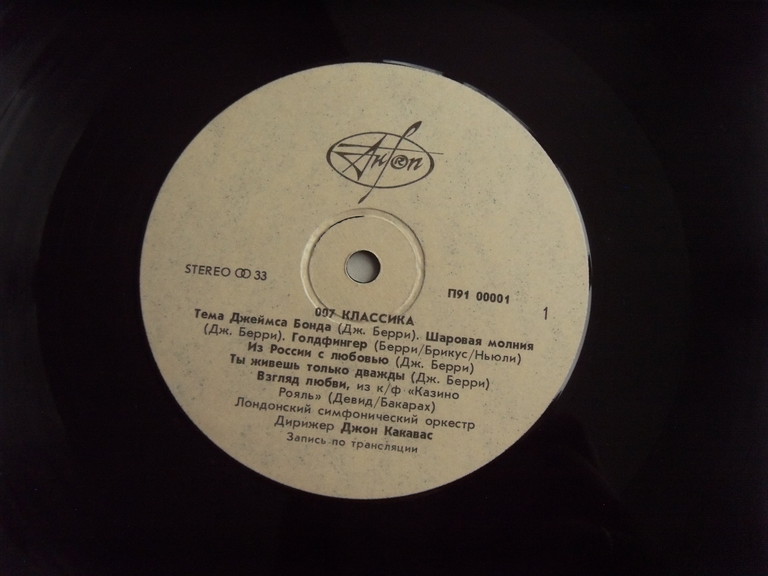 АнTроп
STEREO 33
П91 00001
1
007 КЛАССИКА
Тема Джеймса Бонда (Дж. Берри). Шаровая молния
(Дж. Берри). Голдфингер (Берри/Брикус/Ньюли)
Из России с любовью (Дж. Берри)
Ты живешь только дважды (Дж. Берри)
Взгляд любви, из к/ф «Казино
Рояль» (Девид/Бакарах)
Лондонский симфонический оркестр
Дирижер Джон Какавас
Запись по трансляции